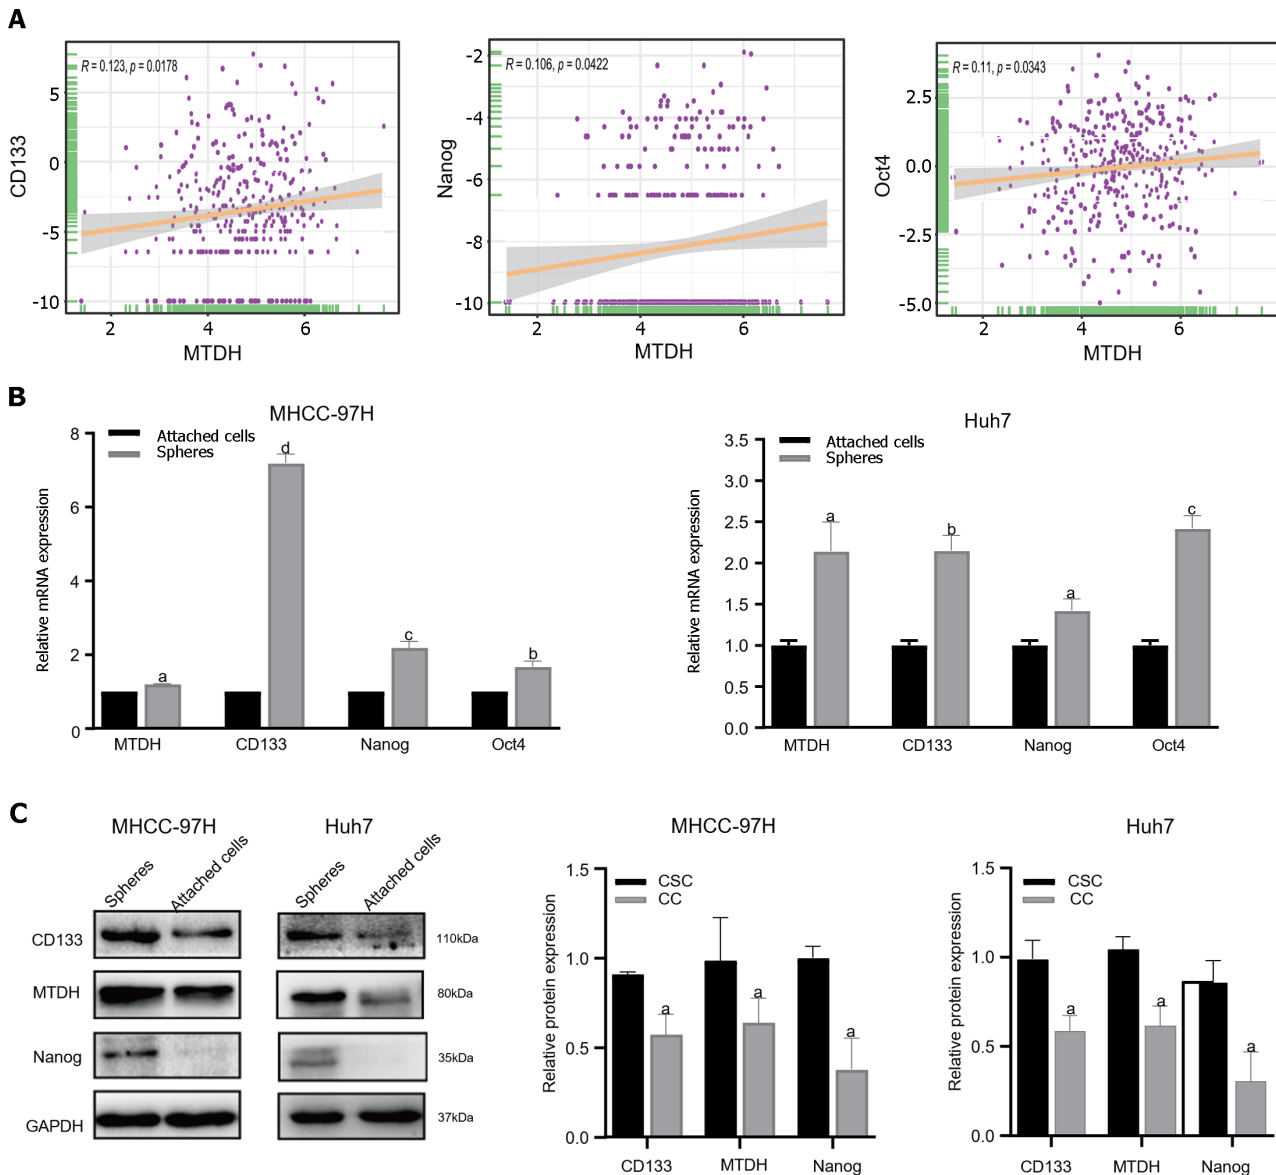 A
R = 0.123, p = 0.0178
CD133
5
0
-5
-10
2 4 6
MTDH
R = 0.106, p = 0.0422
Nanog
-2
-4
-6
-8
-10
2 4 6
MTDH
R = 0.11, p = 0.0343
Oct4
2.5
0.0
-2.5
-5.0
2 4 6
MTDH
B
MHCC-97H
Attached cells
Spheres
Relative mRNA expression
8
6
4
2
0
a
d
c
b
MTDH CD133 Nanog Oct4
Huh7
Attached cells
Spheres
Relative mRNA expression
3.5
3.0
2.5
2.0
1.5
1.0
0.5
0.0
a
b
a
c
MTDH CD133 Nanog Oct4
C
MHCC-97H Huh7
Spheres Attached cells Spheres Attached cells
CD133 110kDa
MTDH 80kDa
Nanog 35kDa
GAPDH 37kDa
MHCC-97H
CSC
CC
Relative protein expression
1.5
1.0
0.5
0.0
a
a
a
CD133 MTDH Nanog
Huh7
CSC
CC
Relative protein expression
1.5
1.0
0.5
0.0
a
a
a
CD133 MTDH Nanog